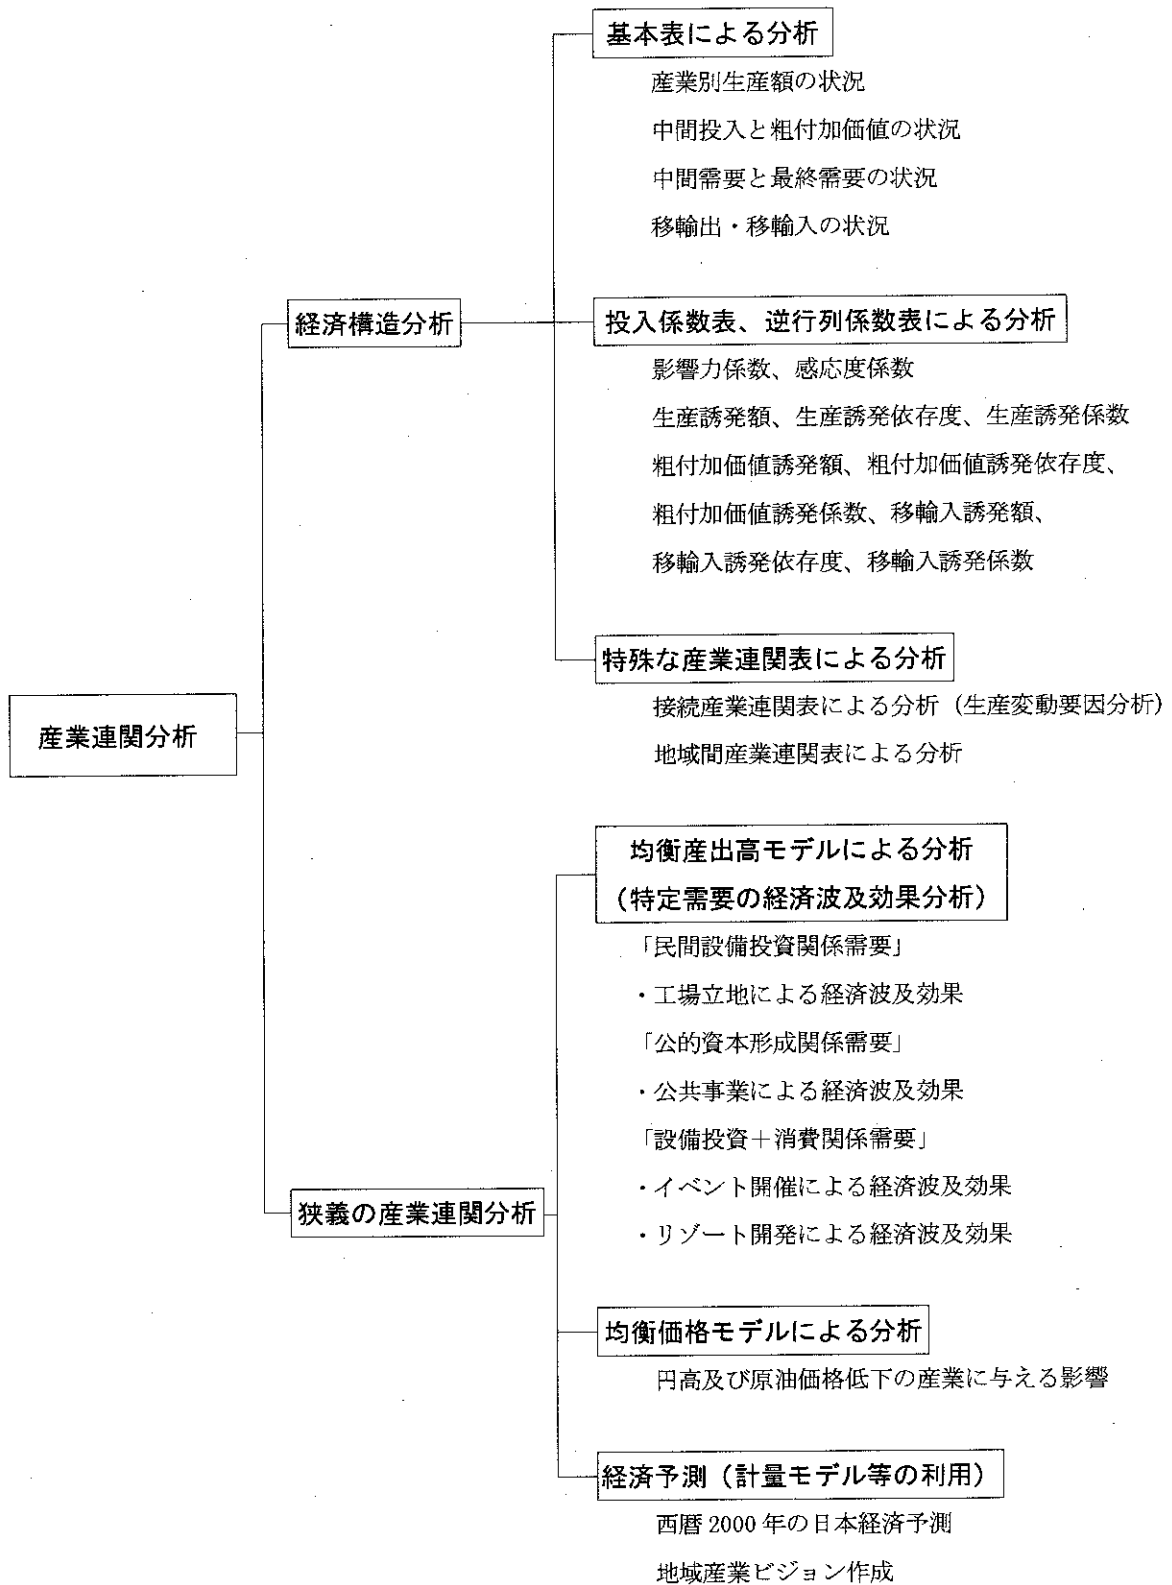 基本表による分析
産業別生産額の状況
中間投入と粗付加価値の状況
中間需要と最終需要の状況
移輸出・移輸入の状況
経済構造分析
投入係数表、逆行列係数表による分析
影響力係数、感応度係数
生産誘発額、生産誘発依存度、生産誘発係数
粗付加価値誘発額、粗付加価値誘発依存度、
粗付加価値誘発係数、移輸入誘発額、
移輸入誘発依存度、移輸入誘発係数
特殊な産業連関表による分析
接続産業連関表による分析（生産変動要因分析）
地域間産業連関表による分析
産業連関分析
均衡産出高モデルによる分析
（特定需要の経済波及効果分析）
「民間設備投資関係需要」
・工場立地による経済波及効果
「公的資本形成関係需要」
・公共事業による経済波及効果
「設備投資＋消費関係需要」
・イベント開催による経済波及効果
・リゾート開発による経済波及効果
狭義の産業連関分析
均衡価格モデルによる分析
円高及び原油価格低下の産業に与える影響
経済予測（計量モデル等の利用）
西暦2000年の日本経済予測
地域産業ビジョン作成